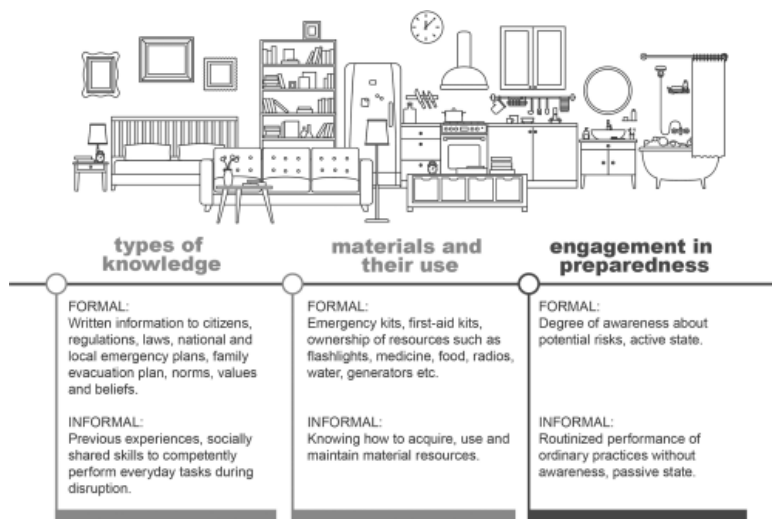 types of
knowledge
FORMAL:
Written information to citizens,
regulations, laws, national and
local emergency plans, family
evacuation plan, norms, values
and beliefs.
INFORMAL:
Previous experiences, socially
shared skills to competently
perform everyday tasks during
disruption.
materials and
their use
FORMAL:
Emergency kits, first-aid kits,
ownership of resources such as
flashlights, medicine, food, radios,
water, generators etc.
INFORMAL:
Knowing how to acquire, use and
maintain material resources.
engagement in
preparedness
FORMAL:
Degree of awareness about
potential risks, active state.
INFORMAL:
Routinized performance of
ordinary practices without
awareness, passive state.